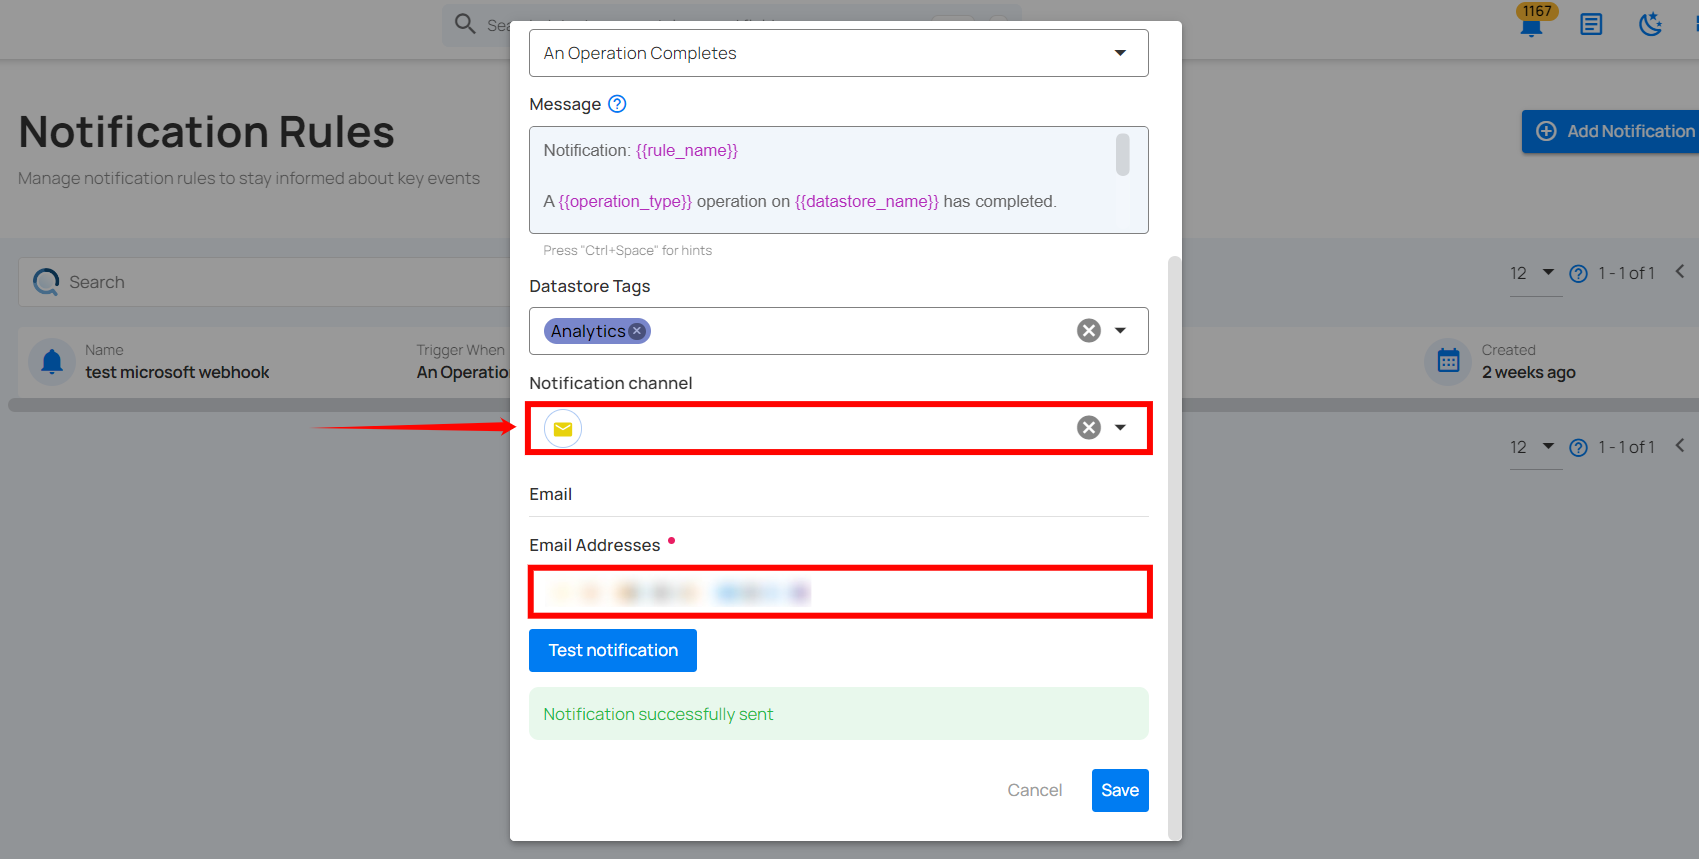 1167
Notification Rules
Manage notification rules to stay informed about key events
Add Notification
Search
12
1 - 1 of 1
Name
test microsoft webhook
Trigger When
An Operatio
Created
2 weeks ago
12
1 - 1 of 1
An Operation Completes
Message
Notification: {{rule_name}}
A {{operation_type}} operation on {{datastore_name}} has completed.
Press "Ctrl+Space" for hints
Datastore Tags
Analytics
Notification channel
Email
Email Addresses
Test notification
Notification successfully sent
Cancel
Save